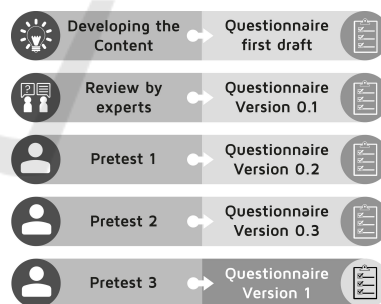 Developing the
Content
Questionnaire
first draft
Review by
experts
Questionnaire
Version 0.1
Pretest 1
Questionnaire
Version 0.2
Pretest 2
Questionnaire
Version 0.3
Pretest 3
Questionnaire
Version 1